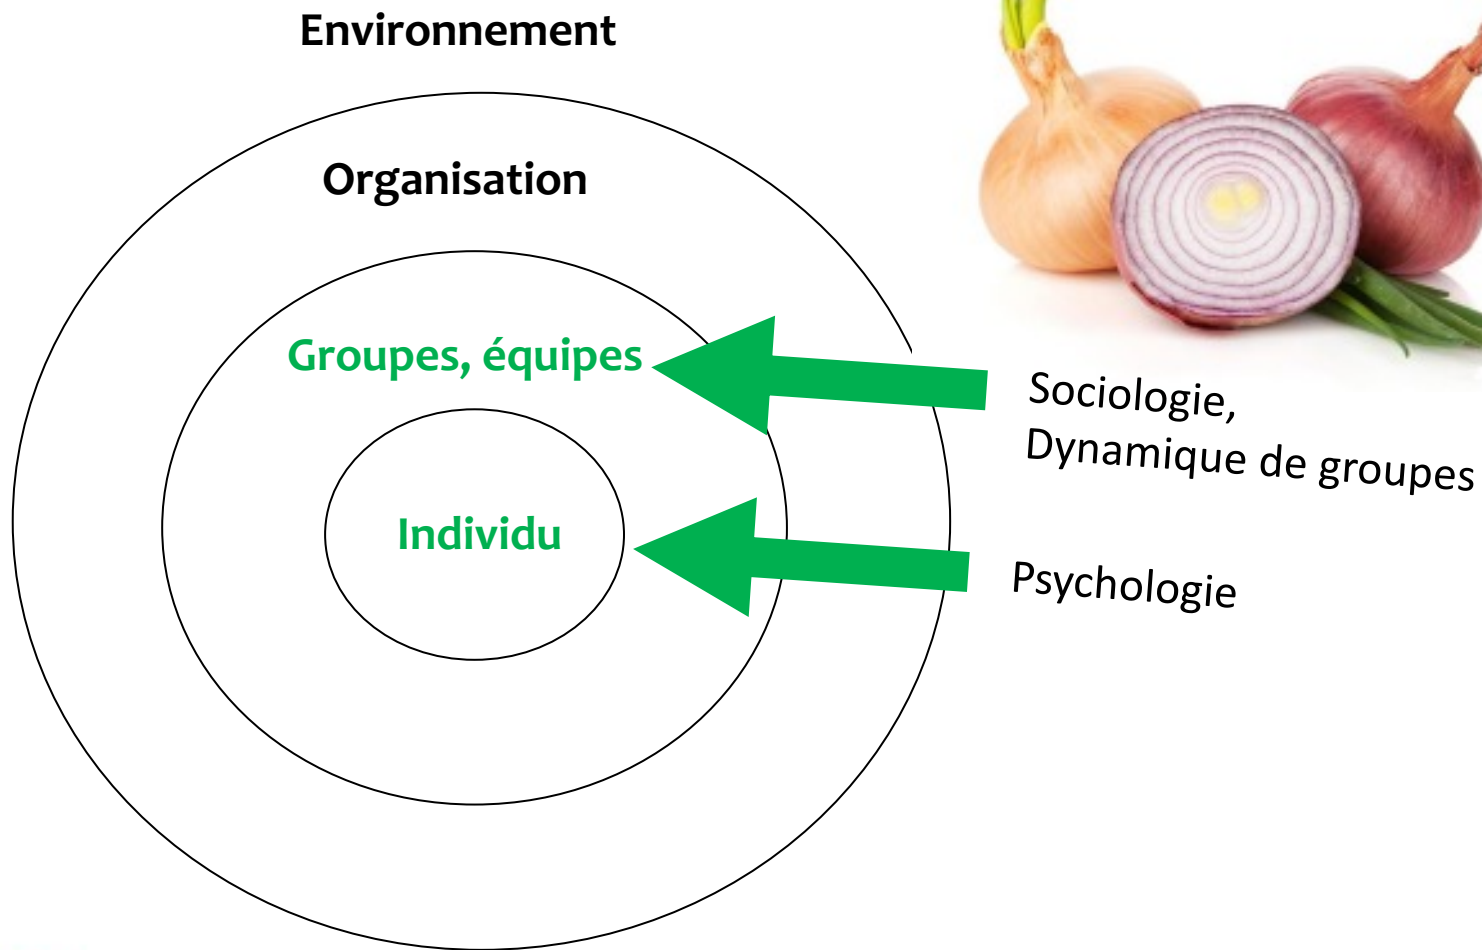 Environnement
Organisation
Groupes, équipes
Sociologie,
Dynamique de groupes
Individu
Psychologie